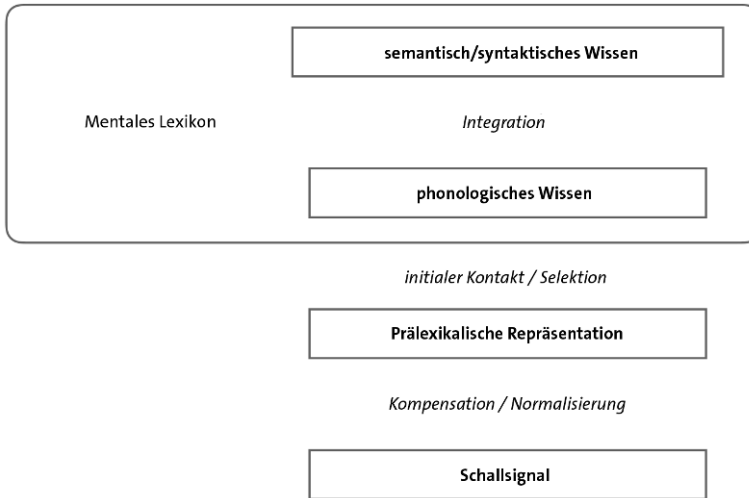 semantisch/syntaktisches Wissen
Mentales Lexikon
Integration
phonologisches Wissen
initialer Kontakt / Selektion
Prälexikalische Repräsentation
Kompensation / Normalisierung
Schallsignal